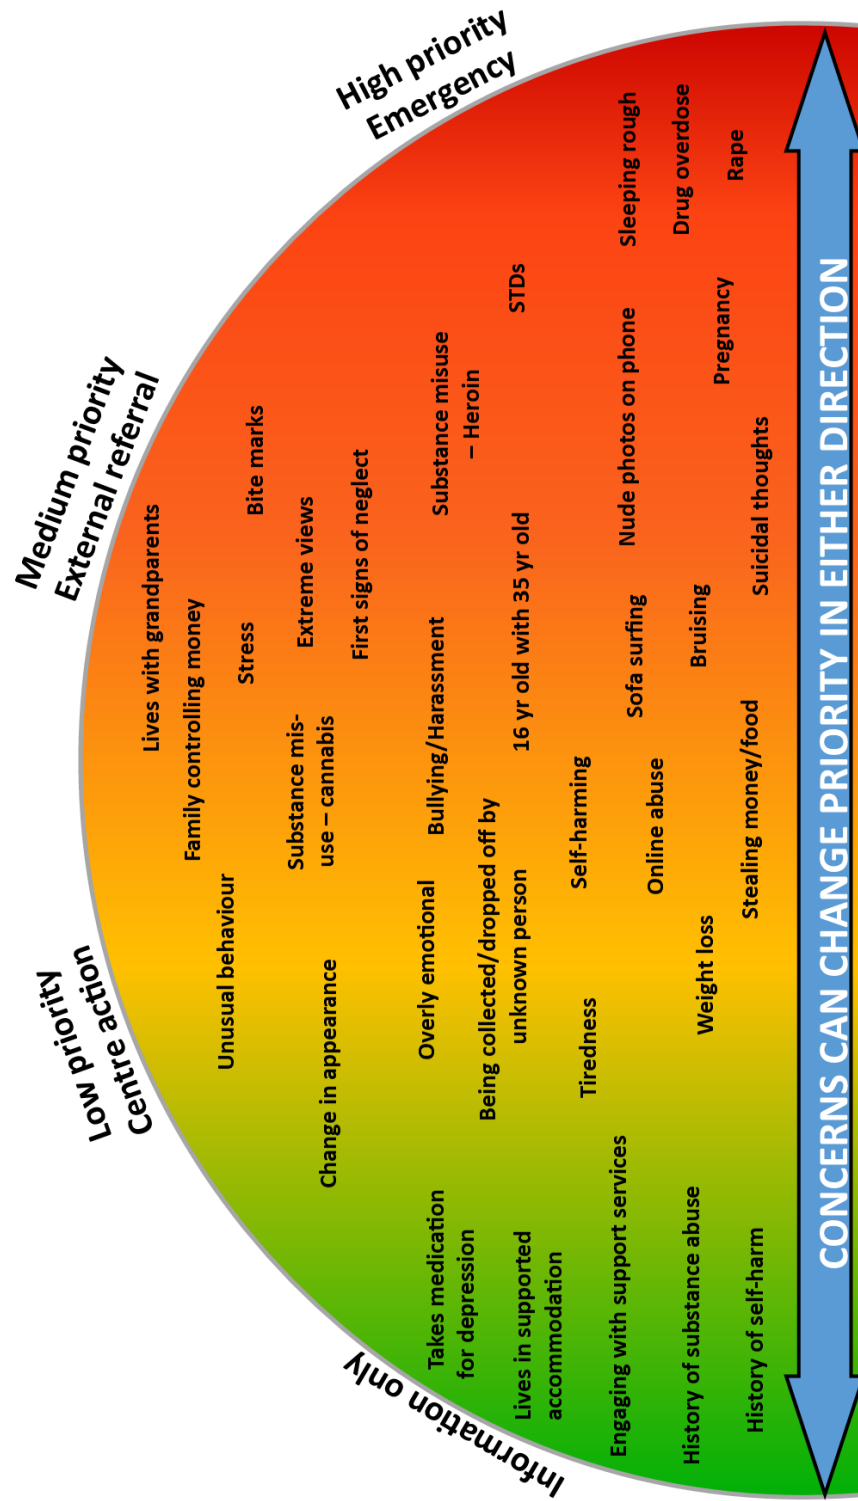 Information only
Low priority
Centre action
Medium priority
External referral
High priority
Emergency
Lives with grandparents
Family controlling money
Unusual behaviour
Stress
Bite marks
Substance mis-
use – cannabis
Extreme views
Change in appearance
First signs of neglect
Takes medication
for depression
Overly emotional
Bullying/Harassment
Substance misuse
– Heroin
Being collected/dropped off by
unknown person
Lives in supported
accommodation
16 yr old with 35 yr old
STDs
Tiredness
Self-harming
Engaging with support services
Sofa surfing
Nude photos on phone
Sleeping rough
Online abuse
Drug overdose
History of substance abuse
Weight loss
Bruising
Pregnancy
Rape
History of self-harm
Stealing money/food
Suicidal thoughts
CONCERNS CAN CHANGE PRIORITY IN EITHER DIRECTION